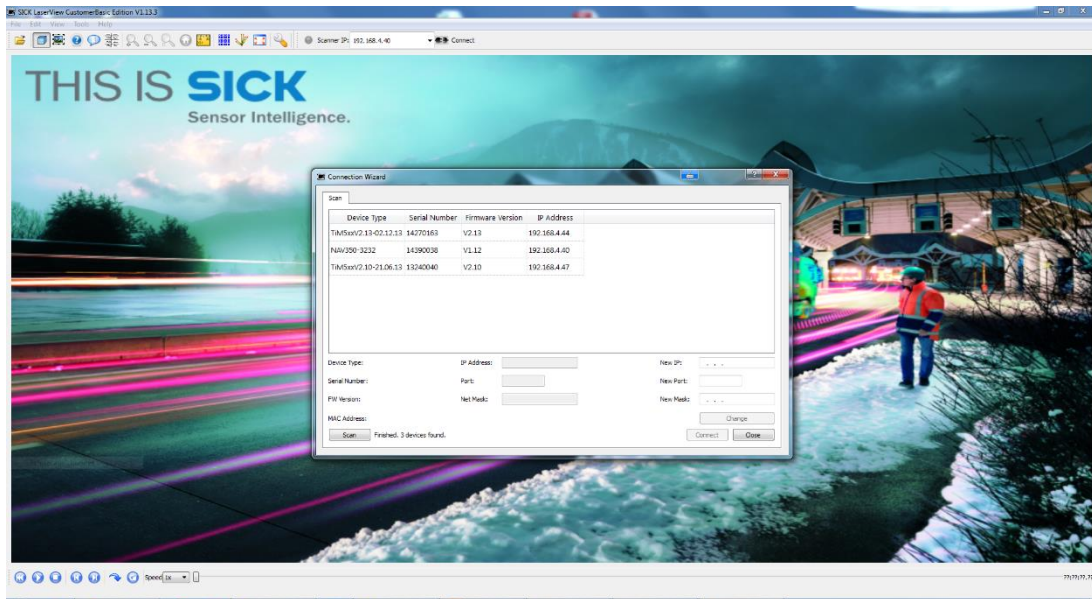 SICK LaserView CustomerBasic Edition V1.13.3
File Edit View Tools Help
Scanner IP: 192.168.4.40 Connect
THIS IS SICK
Sensor Intelligence.
Connection Wizard
Scan
Device Type Serial Number Firmware Version IP Address
TiM5xxV2.13-02.12.13 14270163 V2.13 192.168.4.44
NAV350-3232 14390038 V1.12 192.168.4.40
TiM5xxV2.10-21.06.13 13240040 V2.10 192.168.4.47
Device Type: IP Address: New IP: . . .
Serial Number: Port: New Port:
FW Version: Net Mask: New Mask: . . .
MAC Address: Change
Scan Finished. 3 devices found. Connect Close
Speed 1x